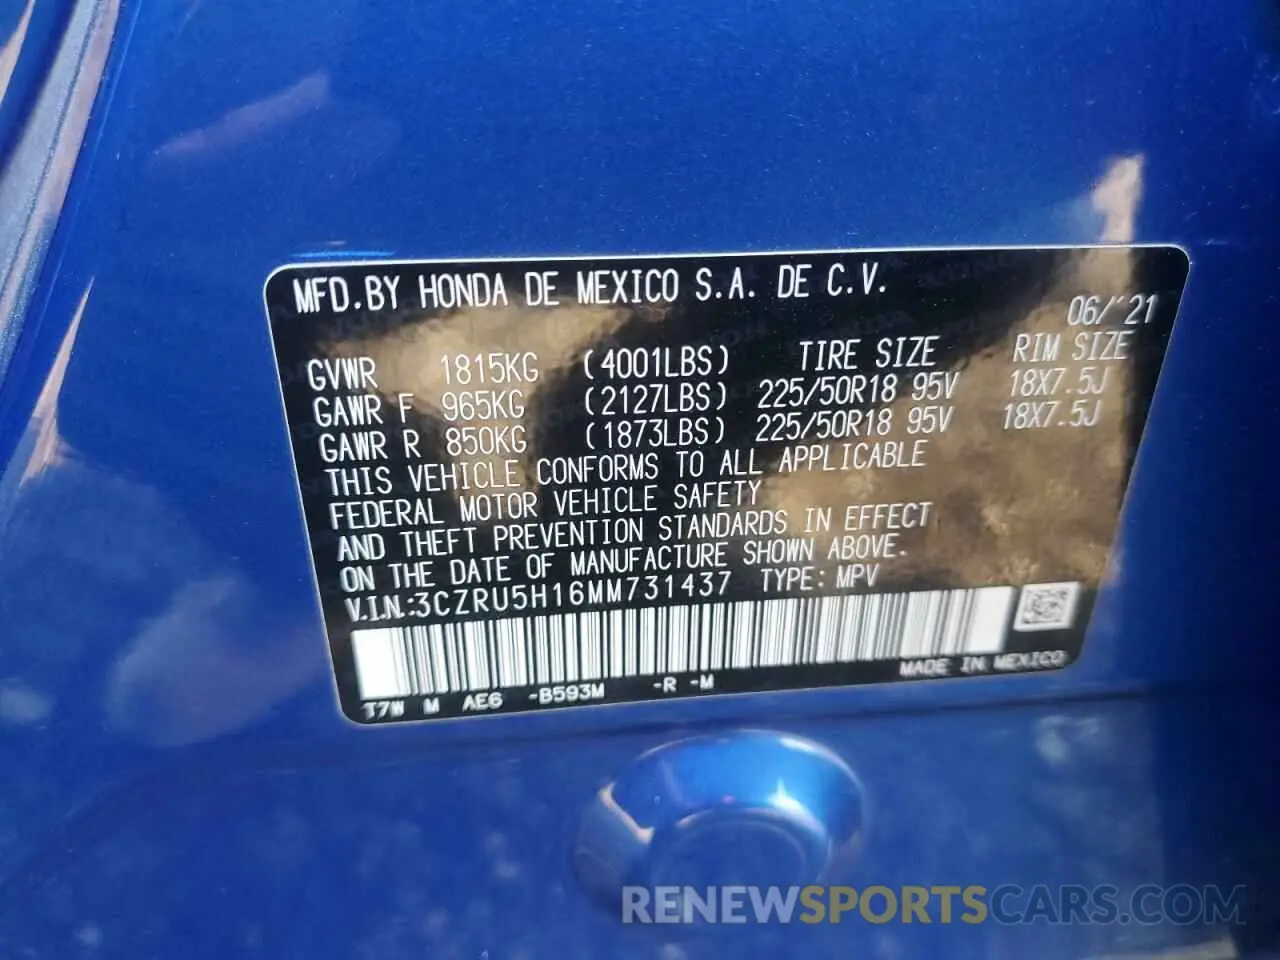 MFD.BY HONDA DE MEXICO S.A. DE C.V.
06/'21
GVWR 1815KG (4001LBS) TIRE SIZE RIM SIZE
GAWR F 965KG (2127LBS) 225/50R18 95V 18X7.5J
GAWR R 850KG (1873LBS) 225/50R18 95V 18X7.5J
THIS VEHICLE CONFORMS TO ALL APPLICABLE
FEDERAL MOTOR VEHICLE SAFETY
AND THEFT PREVENTION STANDARDS IN EFFECT
ON THE DATE OF MANUFACTURE SHOWN ABOVE.
V.I.N.:3CZRU5H16MM731437 TYPE: MPV
T7W M AE6 -B593M -R -M MADE IN MEXICO
RENEWSPORTSCARS.COM